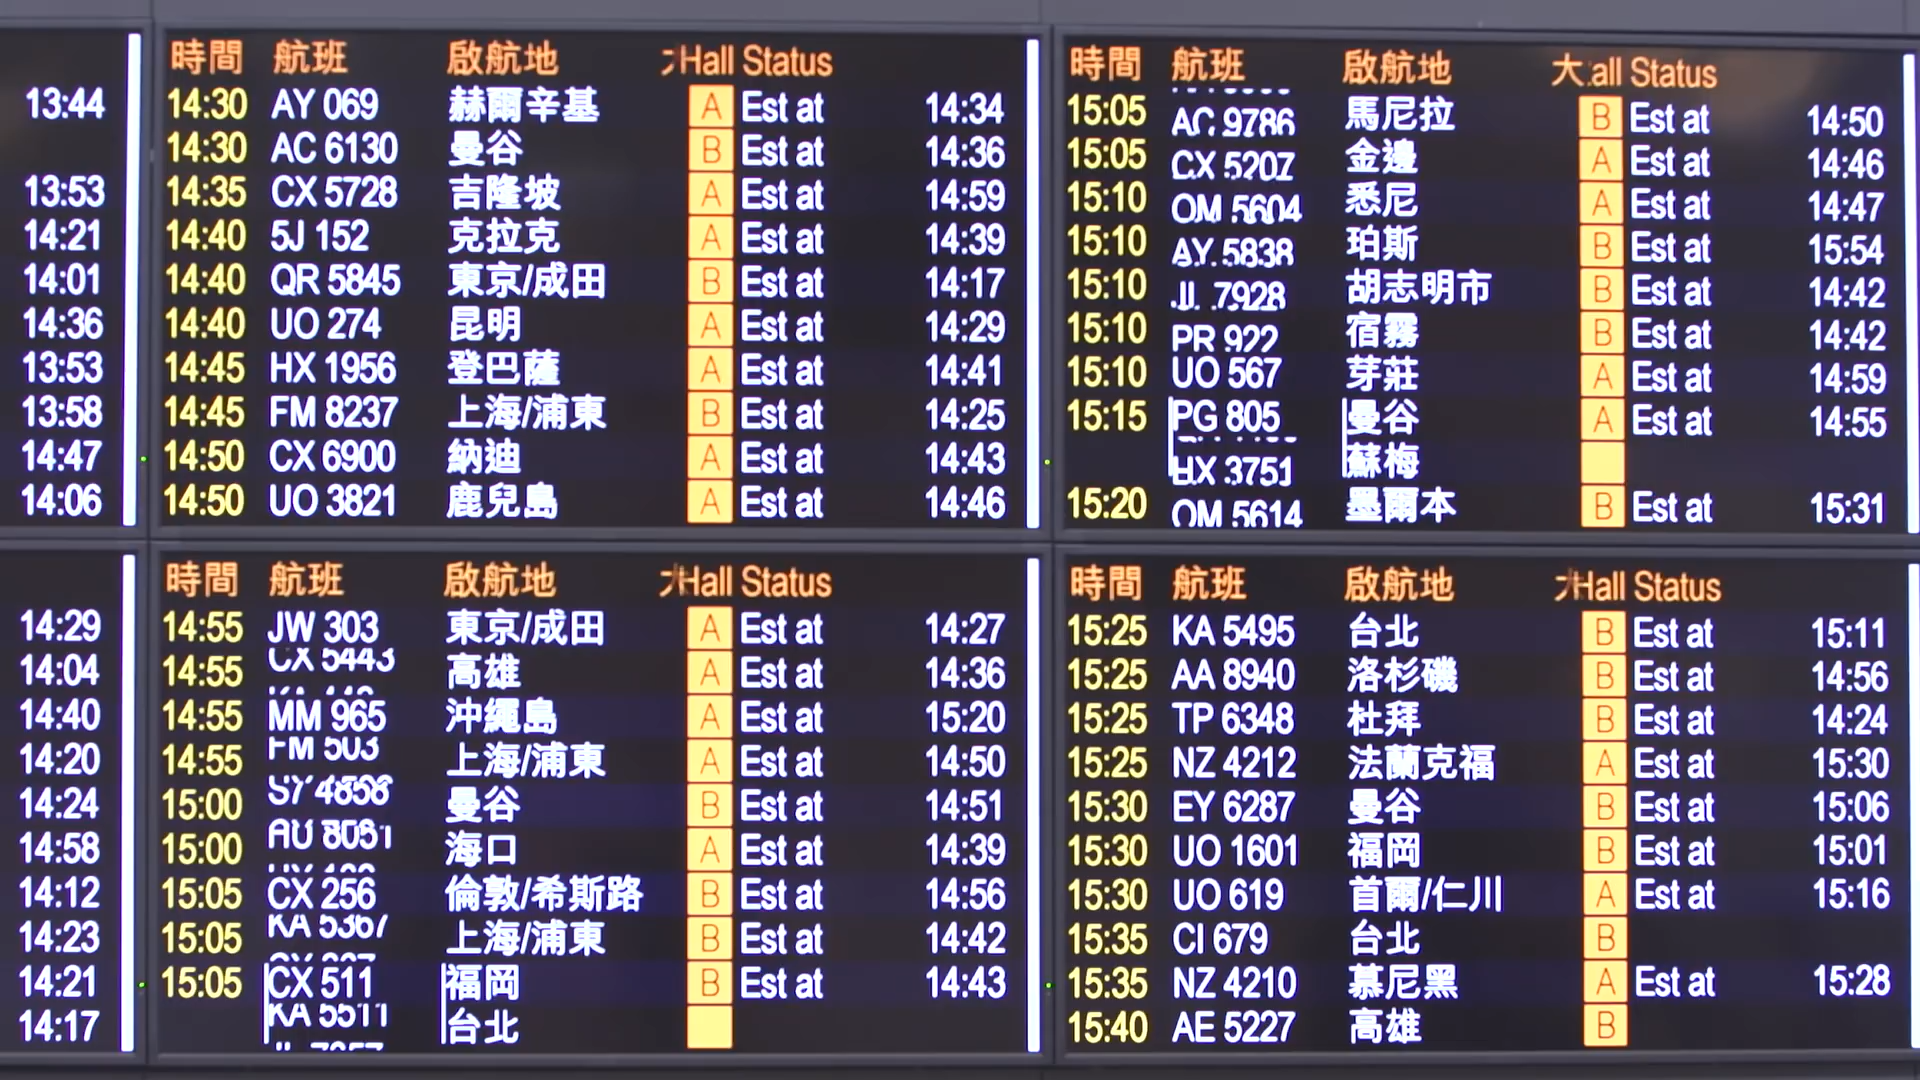 13:44
13:53
14:21
14:01
14:36
13:53
13:58
14:47
14:06
時間 航班 啟航地 Hall Status
14:30 AY 069 赫爾辛基 A Est at 14:34
14:30 AC 6130 曼谷 B Est at 14:36
14:35 CX 5728 吉隆坡 A Est at 14:59
14:40 5J 152 克拉克 A Est at 14:39
14:40 QR 5845 東京/成田 B Est at 14:17
14:40 UO 274 昆明 A Est at 14:29
14:45 HX 1956 登巴薩 A Est at 14:41
14:45 FM 8237 上海/浦東 B Est at 14:25
14:50 CX 6900 納迪 A Est at 14:43
14:50 UO 3821 鹿兒島 A Est at 14:46
時間 航班 啟航地 大 all Status
15:05 AC 9786 馬尼拉 B Est at 14:50
15:05 CX 5207 金邊 A Est at 14:46
15:10 OM 5604 悉尼 A Est at 14:47
15:10 AY 5838 珀斯 B Est at 15:54
15:10 JL 7928 胡志明市 B Est at 14:42
15:10 PR 922 宿霧 B Est at 14:42
15:10 UO 567 芽莊 A Est at 14:59
15:15 PG 805 曼谷 A Est at 14:55
HX 3751 蘇梅
15:20 OM 5614 墨爾本 B Est at 15:31
14:29
14:04
14:40
14:20
14:24
14:58
14:12
14:23
14:21
14:17
時間 航班 啟航地 Hall Status
14:55 JW 303 東京/成田 A Est at 14:27
14:55 CX 5443 高雄 A Est at 14:36
14:55 MM 965 沖繩島 A Est at 15:20
14:55 FM 503 上海/浦東 A Est at 14:50
15:00 曼谷 B Est at 14:51
15:00 海口 A Est at 14:39
15:05 CX 256 倫敦/希斯路 B Est at 14:56
15:05 KA 5367 上海/浦東 B Est at 14:42
15:05 CX 511 福岡 B Est at 14:43
KA 5511 台北
時間 航班 啟航地 Hall Status
15:25 KA 5495 台北 B Est at 15:11
15:25 AA 8940 洛杉磯 B Est at 14:56
15:25 TP 6348 杜拜 B Est at 14:24
15:25 NZ 4212 法蘭克福 A Est at 15:30
15:30 EY 6287 曼谷 B Est at 15:06
15:30 UO 1601 福岡 B Est at 15:01
15:30 UO 619 首爾/仁川 A Est at 15:16
15:35 CI 679 台北 B
15:35 NZ 4210 慕尼黑 A Est at 15:28
15:40 AE 5227 高雄 B